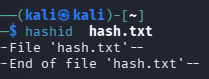 ──(kali㉿kali)-[~]
─$ hashid  hash.txt
-File 'hash.txt'--
-End of file 'hash.txt'--